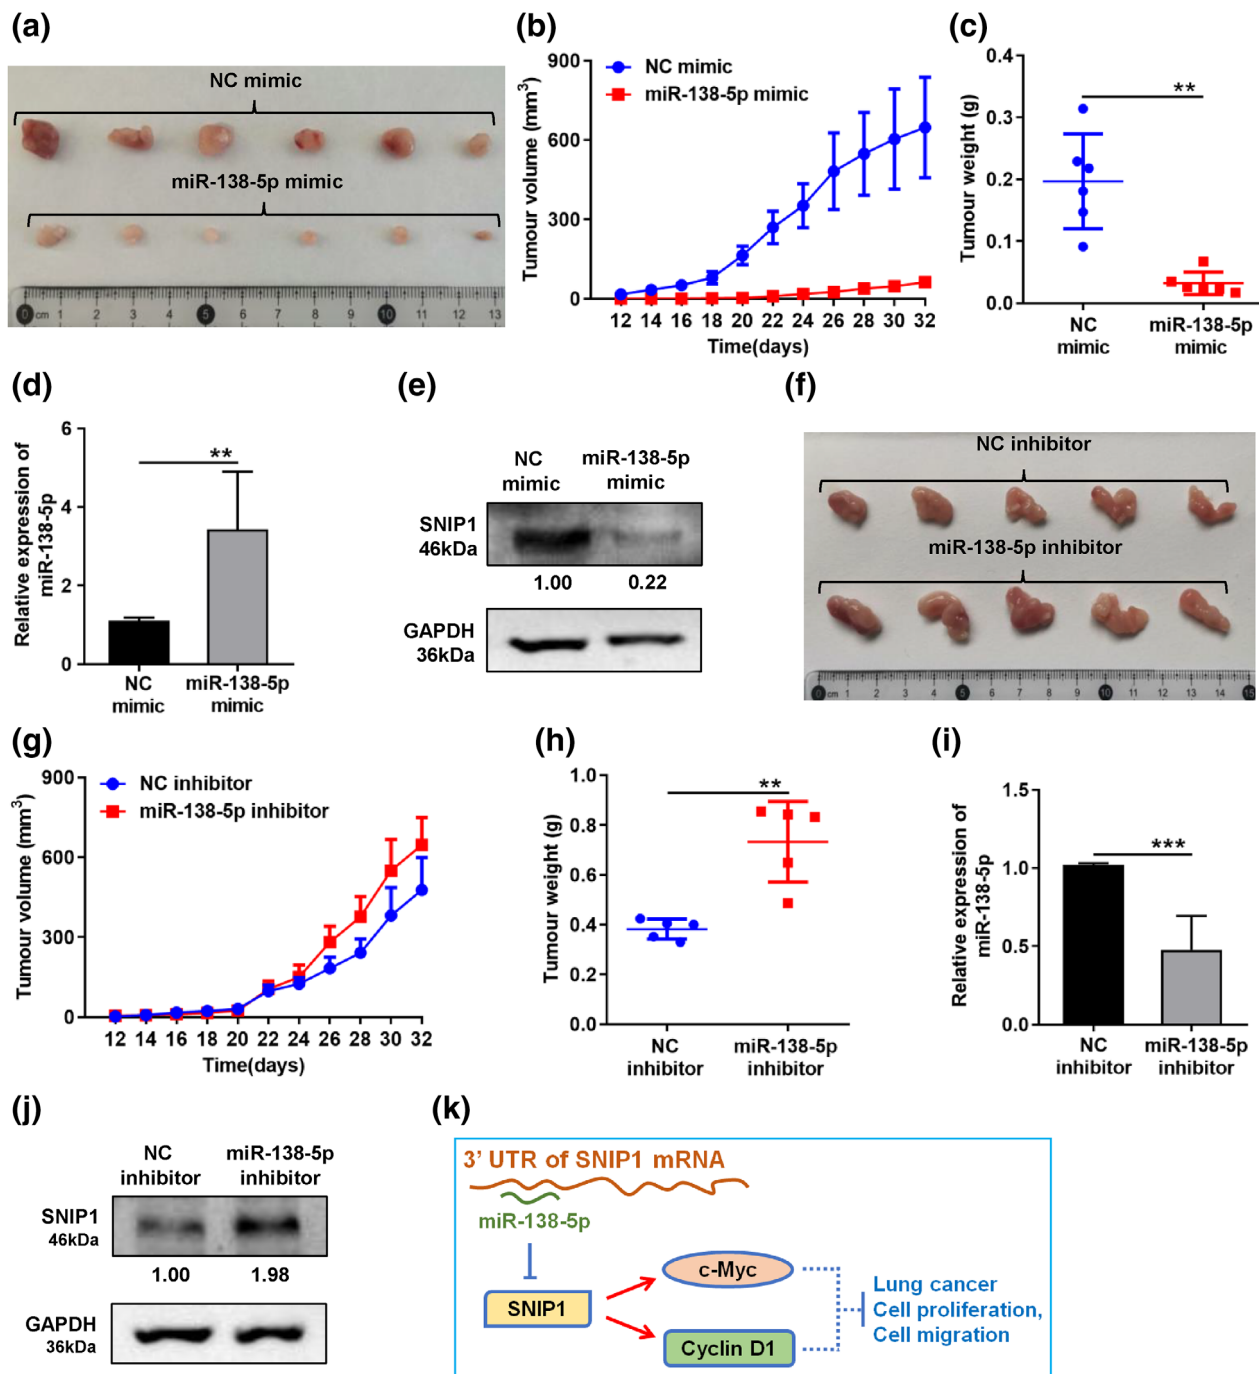 (a)
NC mimic
miR-138-5p mimic
0 cm 1 2 3 4 5 6 7 8 9 10 11 12 13
(b)
900
600
300
0
Tumour volume (mm3)
NC mimic
miR-138-5p mimic
12 14 16 18 20 22 24 26 28 30 32
Time(days)
(c)
0.4
0.3
0.2
0.1
0.0
Tumour weight (g)
**
NC
mimic
miR-138-5p
mimic
(d)
6
4
2
0
Relative expression of
miR-138-5p
**
NC
mimic
miR-138-5p
mimic
(e)
NC
mimic
miR-138-5p
mimic
SNIP1
46kDa
1.00 0.22
GAPDH
36kDa
(f)
NC inhibitor
miR-138-5p inhibitor
0 cm 1 2 3 4 5 6 7 8 9 10 11 12 13 14 15
(g)
900
600
300
0
Tumour volume (mm3)
NC inhibitor
miR-138-5p inhibitor
12 14 16 18 20 22 24 26 28 30 32
Time(days)
(h)
1.0
0.8
0.6
0.4
0.2
0.0
Tumour weight (g)
**
NC
inhibitor
miR-138-5p
inhibitor
(i)
1.5
1.0
0.5
0.0
Relative expression of
miR-138-5p
***
NC
inhibitor
miR-138-5p
inhibitor
(j)
NC
inhibitor
miR-138-5p
inhibitor
SNIP1
46kDa
1.00 1.98
GAPDH
36kDa
(k)
3' UTR of SNIP1 mRNA
miR-138-5p
SNIP1
c-Myc
Cyclin D1
Lung cancer
Cell proliferation,
Cell migration